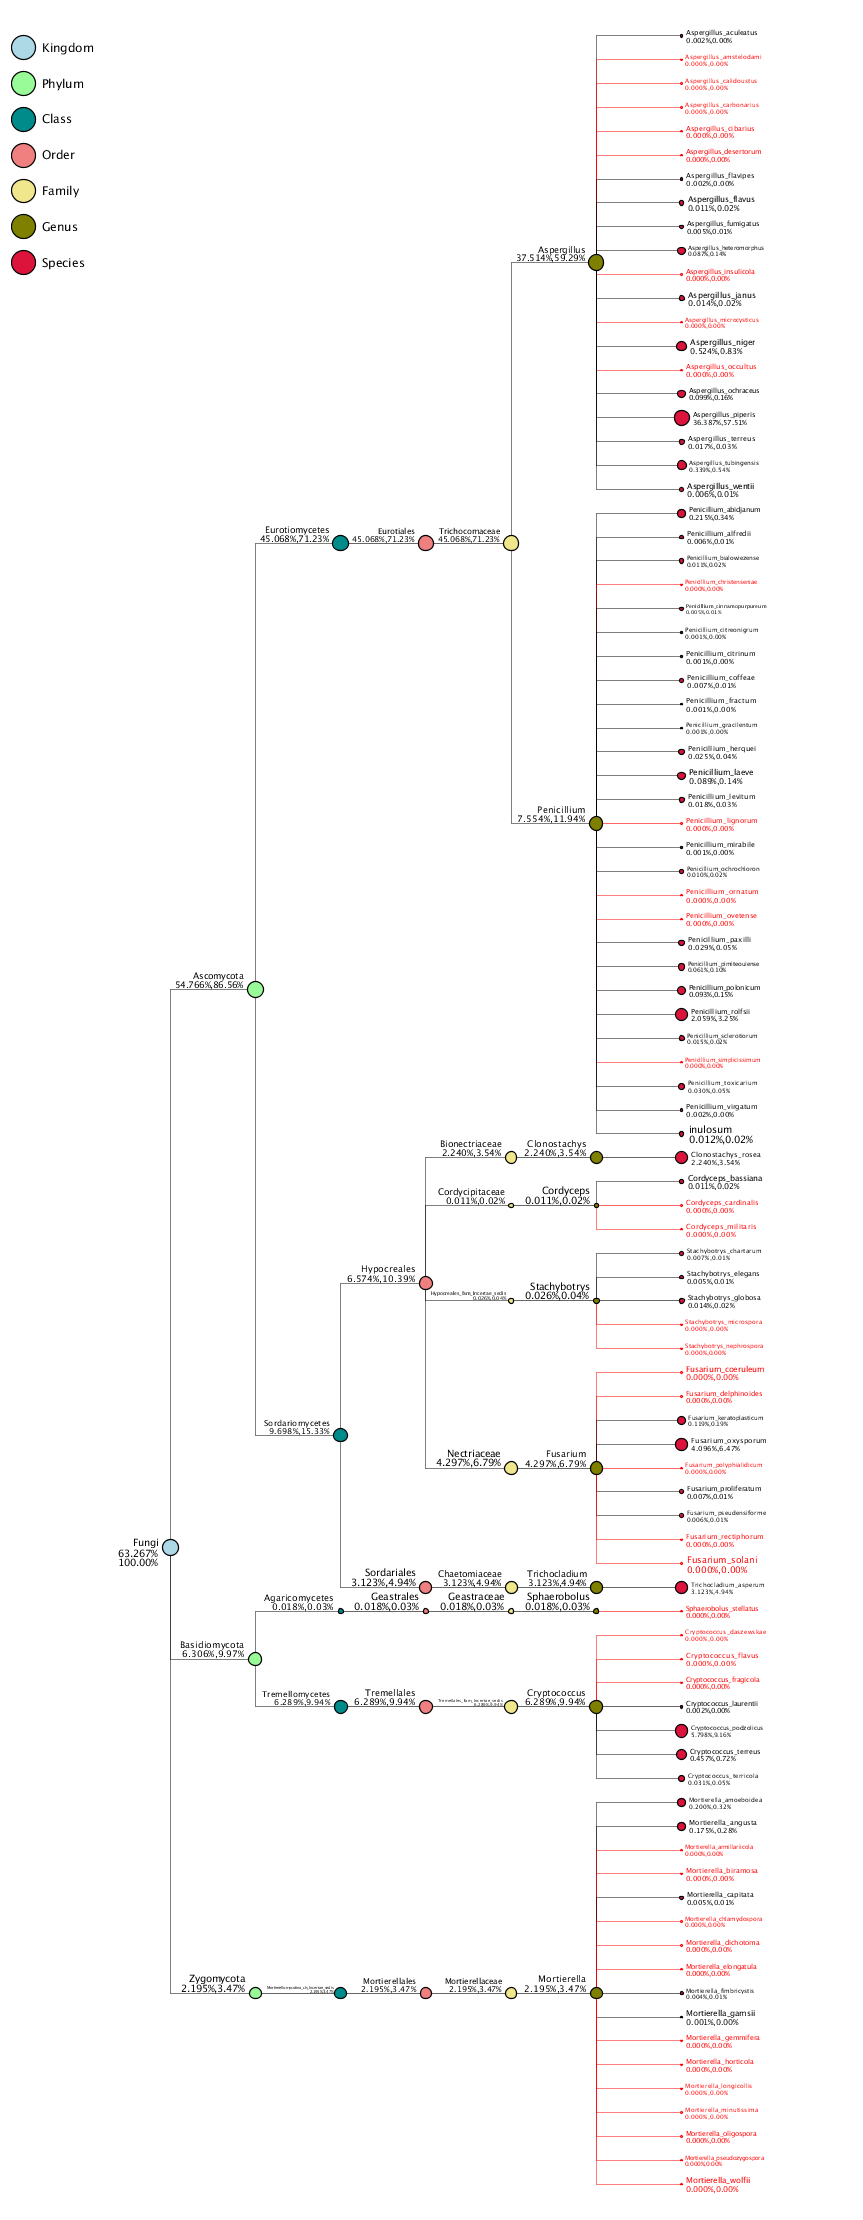 Kingdom
Phylum
Class
Order
Family
Genus
Species
Fungi
63.267%
100.00%
Ascomycota
54.766%,86.56%
Eurotiomycetes
45.068%,71.23%
Eurotiales
45.068%,71.23%
Trichocomaceae
45.068%,71.23%
Aspergillus
37.514%,59.29%
Aspergillus_aculeatus
0.002%,0.00%
Aspergillus_amstelodami
0.000%,0.00%
Aspergillus_calidoustus
0.000%,0.00%
Aspergillus_carbonarius
0.000%,0.00%
Aspergillus_cibarius
0.000%,0.00%
Aspergillus_desertorum
0.000%,0.00%
Aspergillus_flavipes
0.002%,0.00%
Aspergillus_flavus
0.011%,0.02%
Aspergillus_fumigatus
0.005%,0.01%
Aspergillus_heteromorphus
0.087%,0.14%
Aspergillus_insulicola
0.000%,0.00%
Aspergillus_janus
0.014%,0.02%
Aspergillus_microcysticus
0.000%,0.00%
Aspergillus_niger
0.524%,0.83%
Aspergillus_occultus
0.000%,0.00%
Aspergillus_ochraceus
0.099%,0.16%
Aspergillus_piperis
36.387%,57.51%
Aspergillus_terreus
0.017%,0.03%
Aspergillus_tubingensis
0.339%,0.54%
Aspergillus_wentii
0.006%,0.01%
Penicillium
7.554%,11.94%
Penicillium_abidjanum
0.215%,0.34%
Penicillium_alfredii
0.006%,0.01%
Penicillium_bialowiezense
0.011%,0.02%
Penicillium_christenseniae
0.000%,0.00%
Penicillium_cinnamopurpureum
0.005%,0.01%
Penicillium_citreonigrum
0.001%,0.00%
Penicillium_citrinum
0.001%,0.00%
Penicillium_coffeae
0.007%,0.01%
Penicillium_fractum
0.001%,0.00%
Penicillium_gracilentum
0.001%,0.00%
Penicillium_herquei
0.025%,0.04%
Penicillium_laeve
0.089%,0.14%
Penicillium_levitum
0.018%,0.03%
Penicillium_lignorum
0.000%,0.00%
Penicillium_mirabile
0.001%,0.00%
Penicillium_ochrochloron
0.010%,0.02%
Penicillium_ornatum
0.000%,0.00%
Penicillium_ovetense
0.000%,0.00%
Penicillium_paxilli
0.029%,0.05%
Penicillium_pimiteouiense
0.061%,0.10%
Penicillium_polonicum
0.093%,0.15%
Penicillium_rolfsii
2.059%,3.25%
Penicillium_sclerotiorum
0.015%,0.02%
Penicillium_simplicissimum
0.000%,0.00%
Penicillium_toxicarium
0.030%,0.05%
Penicillium_virgatum
0.002%,0.00%
inulosum
0.012%,0.02%
Sordariomycetes
9.698%,15.33%
Hypocreales
6.574%,10.39%
Bionectriaceae
2.240%,3.54%
Clonostachys
2.240%,3.54%
Clonostachys_rosea
2.240%,3.54%
Cordycipitaceae
0.011%,0.02%
Cordyceps
0.011%,0.02%
Cordyceps_bassiana
0.011%,0.02%
Cordyceps_cardinalis
0.000%,0.00%
Cordyceps_militaris
0.000%,0.00%
Hypocreales_fam_Incertae_sedis
0.026%,0.04%
Stachybotrys
0.026%,0.04%
Stachybotrys_chartarum
0.007%,0.01%
Stachybotrys_elegans
0.005%,0.01%
Stachybotrys_globosa
0.014%,0.02%
Stachybotrys_microspora
0.000%,0.00%
Stachybotrys_nephrospora
0.000%,0.00%
Nectriaceae
4.297%,6.79%
Fusarium
4.297%,6.79%
Fusarium_coeruleum
0.000%,0.00%
Fusarium_delphinoides
0.000%,0.00%
Fusarium_keratoplasticum
0.119%,0.19%
Fusarium_oxysporum
4.096%,6.47%
Fusarium_polyphialidicum
0.000%,0.00%
Fusarium_proliferatum
0.007%,0.01%
Fusarium_pseudensiforme
0.006%,0.01%
Fusarium_rectiphorum
0.000%,0.00%
Fusarium_solani
0.000%,0.00%
Sordariales
3.123%,4.94%
Chaetomiaceae
3.123%,4.94%
Trichocladium
3.123%,4.94%
Trichocladium_asperum
3.123%,4.94%
Basidiomycota
6.306%,9.97%
Agaricomycetes
0.018%,0.03%
Geastrales
0.018%,0.03%
Geastraceae
0.018%,0.03%
Sphaerobolus
0.018%,0.03%
Sphaerobolus_stellatus
0.000%,0.00%
Tremellomycetes
6.289%,9.94%
Tremellales
6.289%,9.94%
Tremellales_fam_Incertae_sedis
6.289%,9.94%
Cryptococcus
6.289%,9.94%
Cryptococcus_daszewskae
0.000%,0.00%
Cryptococcus_flavus
0.000%,0.00%
Cryptococcus_fragicola
0.000%,0.00%
Cryptococcus_laurentii
0.002%,0.00%
Cryptococcus_podzolicus
5.798%,9.16%
Cryptococcus_terreus
0.457%,0.72%
Cryptococcus_terricola
0.031%,0.05%
Zygomycota
2.195%,3.47%
Mortierellomycotina_cls_Incertae_sedis
2.195%,3.47%
Mortierellales
2.195%,3.47%
Mortierellaceae
2.195%,3.47%
Mortierella
2.195%,3.47%
Mortierella_amoeboidea
0.200%,0.32%
Mortierella_angusta
0.175%,0.28%
Mortierella_armillariicola
0.000%,0.00%
Mortierella_biramosa
0.000%,0.00%
Mortierella_capitata
0.005%,0.01%
Mortierella_chlamydospora
0.000%,0.00%
Mortierella_dichotoma
0.000%,0.00%
Mortierella_elongatula
0.000%,0.00%
Mortierella_fimbricystis
0.004%,0.01%
Mortierella_gamsii
0.001%,0.00%
Mortierella_gemmifera
0.000%,0.00%
Mortierella_horticola
0.000%,0.00%
Mortierella_longicollis
0.000%,0.00%
Mortierella_minutissima
0.000%,0.00%
Mortierella_oligospora
0.000%,0.00%
Mortierella_pseudozygospora
0.000%,0.00%
Mortierella_wolfii
0.000%,0.00%